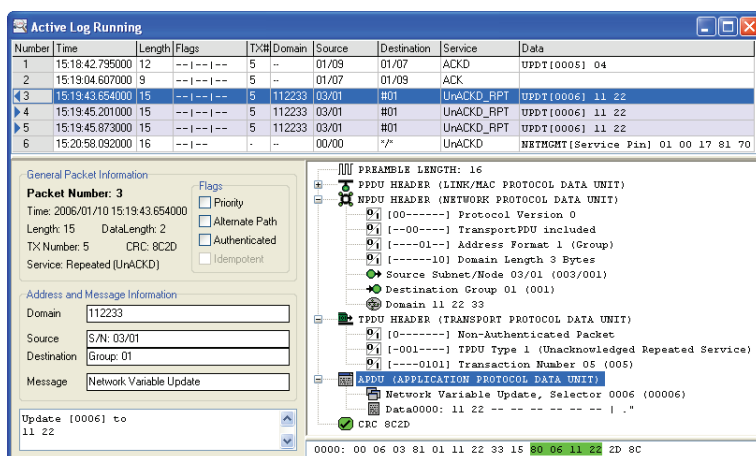 Active Log Running
Number Time Length Flags TX# Domain Source Destination Service Data
1 15:18:42.795000 12 --|--|-- 5 -- 01/09 01/07 ACKD UPDT[0005] 04
2 15:19:04.607000 9 --|--|-- 5 -- 01/07 01/09 ACK
3 15:19:43.654000 15 --|--|-- 5 112233 03/01 #01 UnACKD_RPT UPDT[0006] 11 22
4 15:19:45.201000 15 --|--|-- 5 112233 03/01 #01 UnACKD_RPT UPDT[0006] 11 22
5 15:19:45.873000 15 --|--|-- 5 112233 03/01 #01 UnACKD_RPT UPDT[0006] 11 22
6 15:20:58.092000 16 --|-- - -- 00/00 */* UnACKD NETMGMT[Service Pin] 01 00 17 81 70
General Packet Information
Packet Number: 3
Time: 2006/01/10 15:19:43.654000
Length: 15 DataLength: 2
TX Number: 5 CRC: 8C2D
Service: Repeated (UnACKD)
Flags
Priority
Alternate Path
Authenticated
Idempotent
Address and Message Information
Domain 112233
Source S/N: 03/01
Destination Group: 01
Message Network Variable Update
Update [0006] to
11 22
PREAMBLE LENGTH: 16
PPDU HEADER (LINK/MAC PROTOCOL DATA UNIT)
NPDU HEADER (NETWORK PROTOCOL DATA UNIT)
[00------] Protocol Version 0
[--00----] TransportPDU included
[----01--] Address Format 1 (Group)
[------10] Domain Length 3 Bytes
Source Subnet/Node 03/01 (003/001)
Destination Group 01 (001)
Domain 11 22 33
TPDU HEADER (TRANSPORT PROTOCOL DATA UNIT)
[0-------] Non-Authenticated Packet
[-001----] TPDU Type 1 (Unacknowledged Repeated Service)
[----0101] Transaction Number 05 (005)
APDU (APPLICATION PROTOCOL DATA UNIT)
Network Variable Update, Selector 0006 (00006)
Data0000: 11 22 -- -- -- -- -- -- | ."
CRC 8C2D
0000: 00 06 03 81 01 11 22 33 15 80 06 11 22 2D 8C